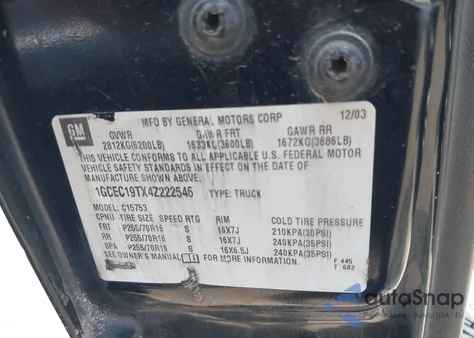 MFD BY GENERAL MOTORS CORP 12/03
GM
GVWR GAWR FRT GAWR RR
2812KG(6200LB) 1633KG(3600LB) 1672KG(3686LB)
THIS VEHICLE CONFORMS TO ALL APPLICABLE U.S. FEDERAL MOTOR
VEHICLE SAFETY STANDARDS IN EFFECT ON THE DATE OF
MANUFACTURE SHOWN ABOVE.
1GCEC19TX4Z222546 TYPE: TRUCK
MODEL: C15753
CPNU TIRE SIZE SPEED RTG RIM COLD TIRE PRESSURE
FRT P255/70R16 S 16X7J 210KPA(30PSI)
RR P255/70R16 S 16X7J 240KPA(35PSI)
SPA P255/70R16 S 16X6.5J 240KPA(35PSI)
SEE OWNER'S MANUAL FOR MORE INFORMATION.
F 445
T 682
autoSnap